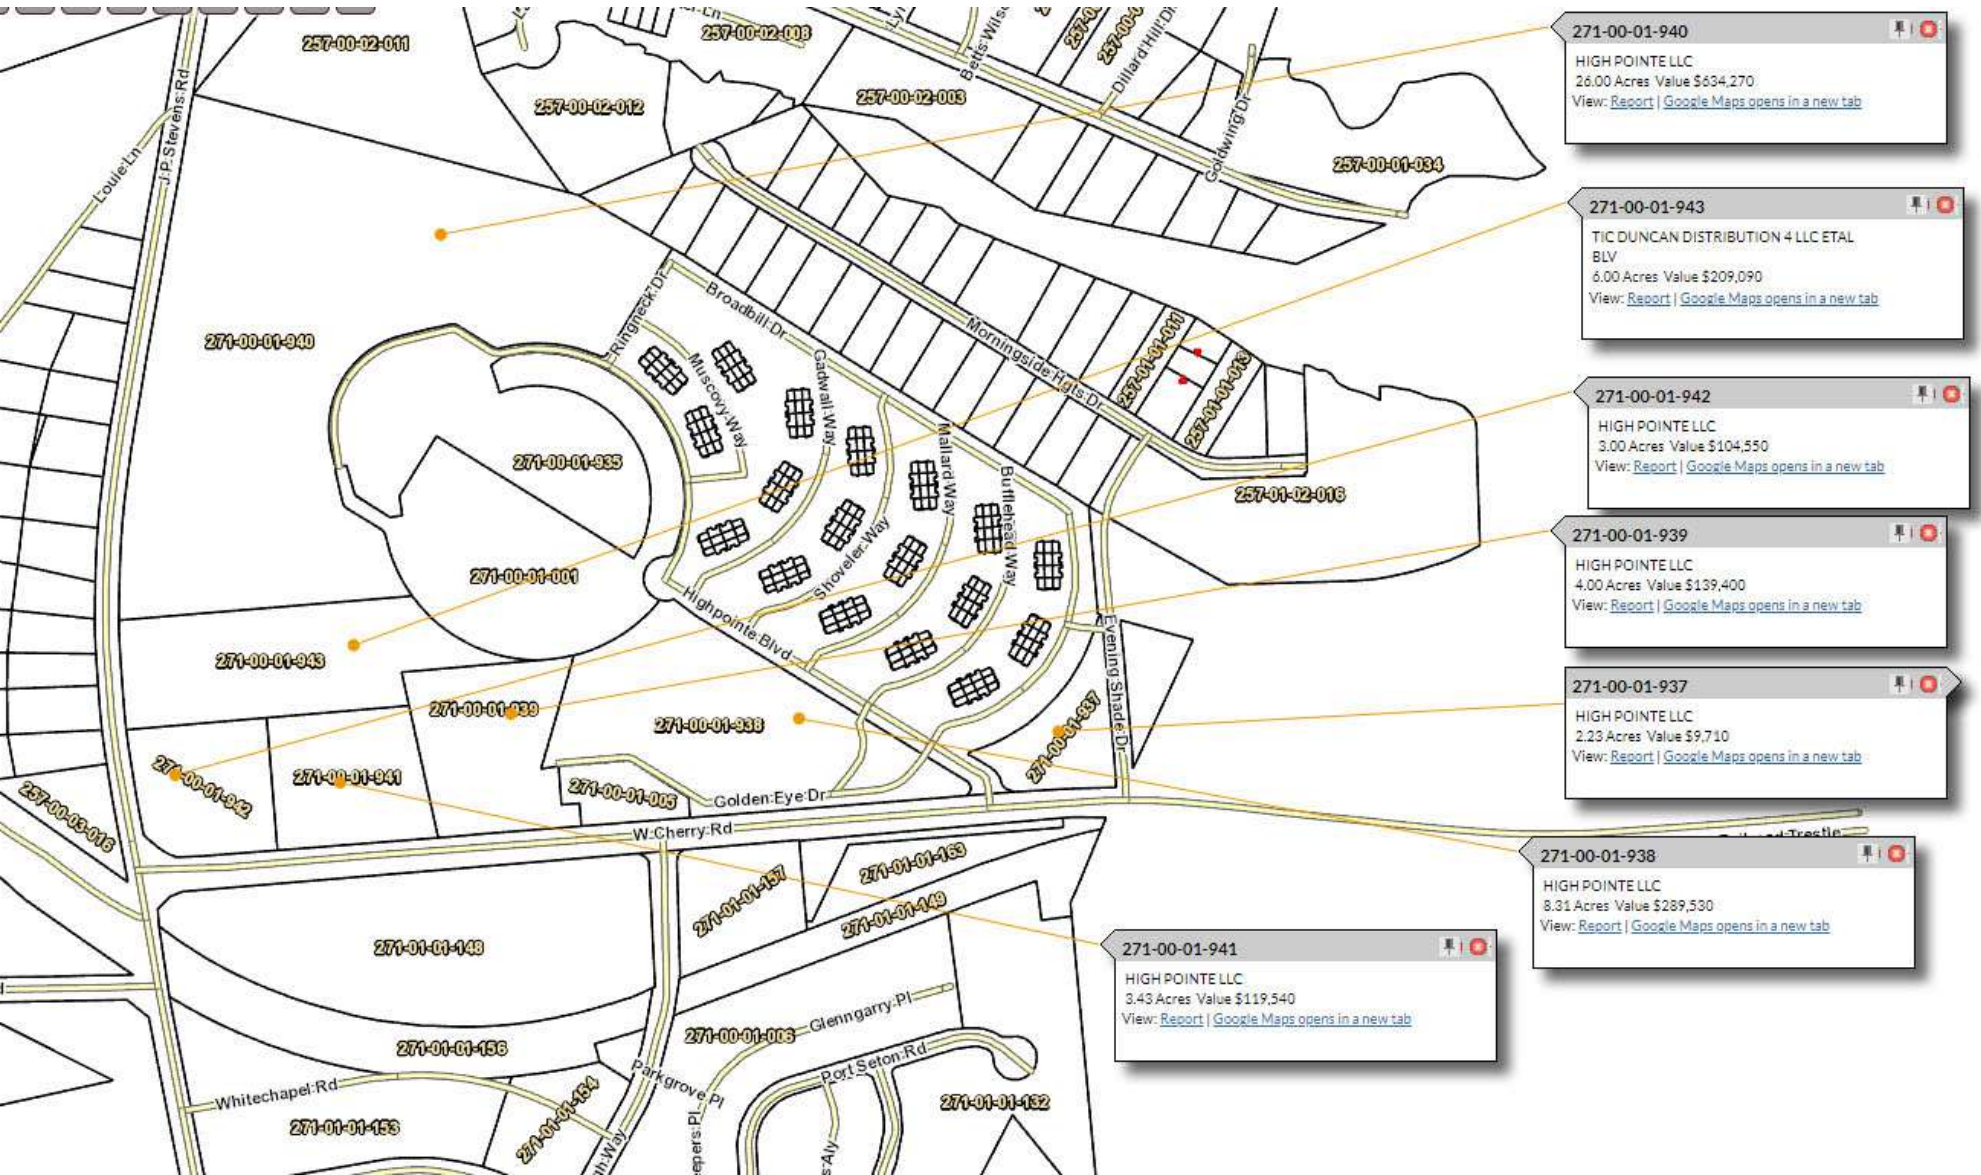 257-00-02-011
257-00-02-008
257-00-02-012
257-00-02-003
257-00-01-034
Betts Wils
Dillard Hill Dr
Goldwing Dr
J P Stevens Rd
Louie Ln
271-00-01-940
HIGH POINTE LLC
26.00 Acres Value $634,270
View: Report | Google Maps opens in a new tab
271-00-01-943
TIC DUNCAN DISTRIBUTION 4 LLC ETAL
BLV
6.00 Acres Value $209,090
View: Report | Google Maps opens in a new tab
271-00-01-942
HIGH POINTE LLC
3.00 Acres Value $104,550
View: Report | Google Maps opens in a new tab
271-00-01-939
HIGH POINTE LLC
4.00 Acres Value $139,400
View: Report | Google Maps opens in a new tab
271-00-01-937
HIGH POINTE LLC
2.23 Acres Value $9,710
View: Report | Google Maps opens in a new tab
271-00-01-938
HIGH POINTE LLC
8.31 Acres Value $289,530
View: Report | Google Maps opens in a new tab
271-00-01-941
HIGH POINTE LLC
3.43 Acres Value $119,540
View: Report | Google Maps opens in a new tab
271-00-01-940
Ringneck Dr
Broadbill Dr
Morningside Hgts Dr
257-01-01-011
257-01-01-013
Muscovy Way
Gadwall Way
Mallard Way
Bufflehead Way
Shoveler Way
271-00-01-935
257-01-02-016
271-00-01-001
Highpointe Blvd
Evening Shade Dr
271-00-01-943
271-00-01-939
271-00-01-938
271-00-01-937
271-00-01-942
271-00-01-941
271-00-01-005
Golden Eye Dr
257-00-03-016
W Cherry Rd
271-01-01-157
271-01-01-163
271-01-01-149
271-01-01-148
271-01-01-156
271-00-01-006
Glenngarry Pl
Port Seton Rd
Parkgrove Pl
Whitechapel Rd
271-01-01-153
271-01-01-154
271-01-01-132